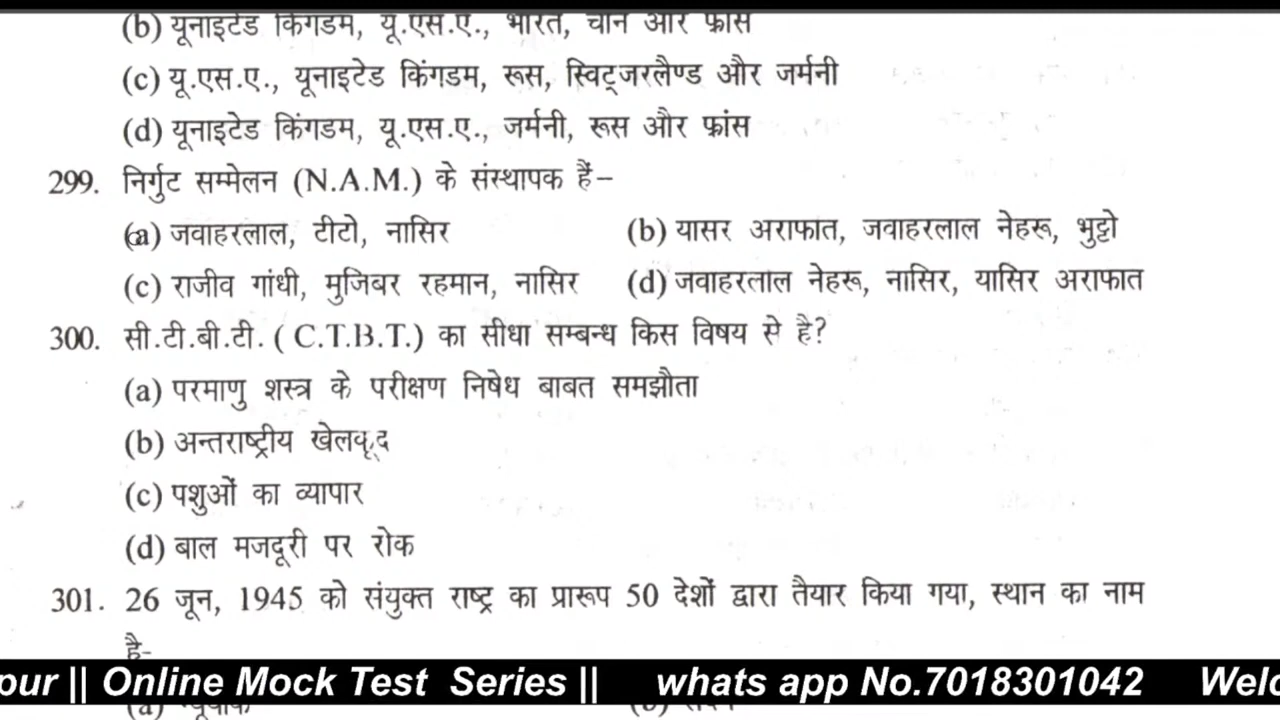 (b) यूनाइटेड किंगडम, यू.एस.ए., भारत, चीन और फ्रांस
(c) यू.एस.ए., यूनाइटेड किंगडम, रूस, स्विट्जरलैण्ड और जर्मनी
(d) यूनाइटेड किंगडम, यू.एस.ए., जर्मनी, रूस और फ्रांस
299. निर्गुट सम्मेलन (N.A.M.) के संस्थापक हैं–
(a) जवाहरलाल, टीटो, नासिर (b) यासर अराफात, जवाहरलाल नेहरू, भुट्टो
(c) राजीव गांधी, मुजिबर रहमान, नासिर (d) जवाहरलाल नेहरू, नासिर, यासिर अराफात
300. सी.टी.बी.टी. ( C.T.B.T.) का सीधा सम्बन्ध किस विषय से है?
(a) परमाणु शस्त्र के परीक्षण निषेध बाबत समझौता
(b) अन्तराष्ट्रीय खेलकूद
(c) पशुओं का व्यापार
(d) बाल मजदूरी पर रोक
301. 26 जून, 1945 को संयुक्त राष्ट्र का प्रारूप 50 देशों द्वारा तैयार किया गया, स्थान का नाम
है-
pur || Online Mock Test Series || whats app No.7018301042 Welc
(a) (b)